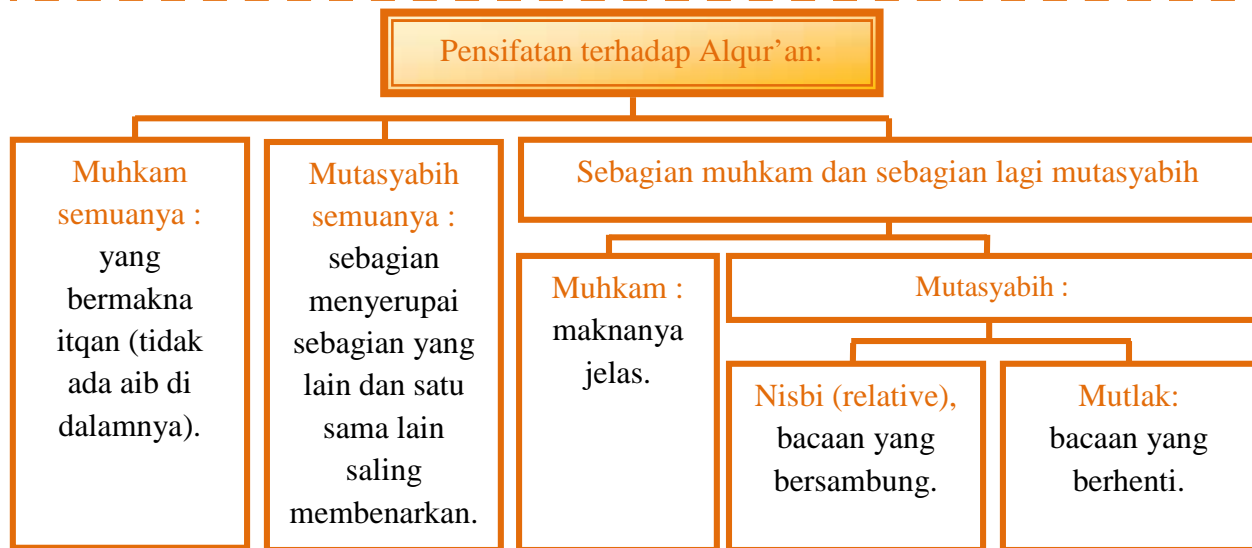 Pensifatan terhadap Alqur’an:
Muhkam
semuanya :
yang
bermakna
itqan (tidak
ada aib di
dalamnya).
Mutasyabih
semuanya :
sebagian
menyerupai
sebagian yang
lain dan satu
sama lain
saling
membenarkan.
Sebagian muhkam dan sebagian lagi mutasyabih
Muhkam :
maknanya
jelas.
Mutasyabih :
Nisbi (relative),
bacaan yang
bersambung.
Mutlak:
bacaan yang
berhenti.